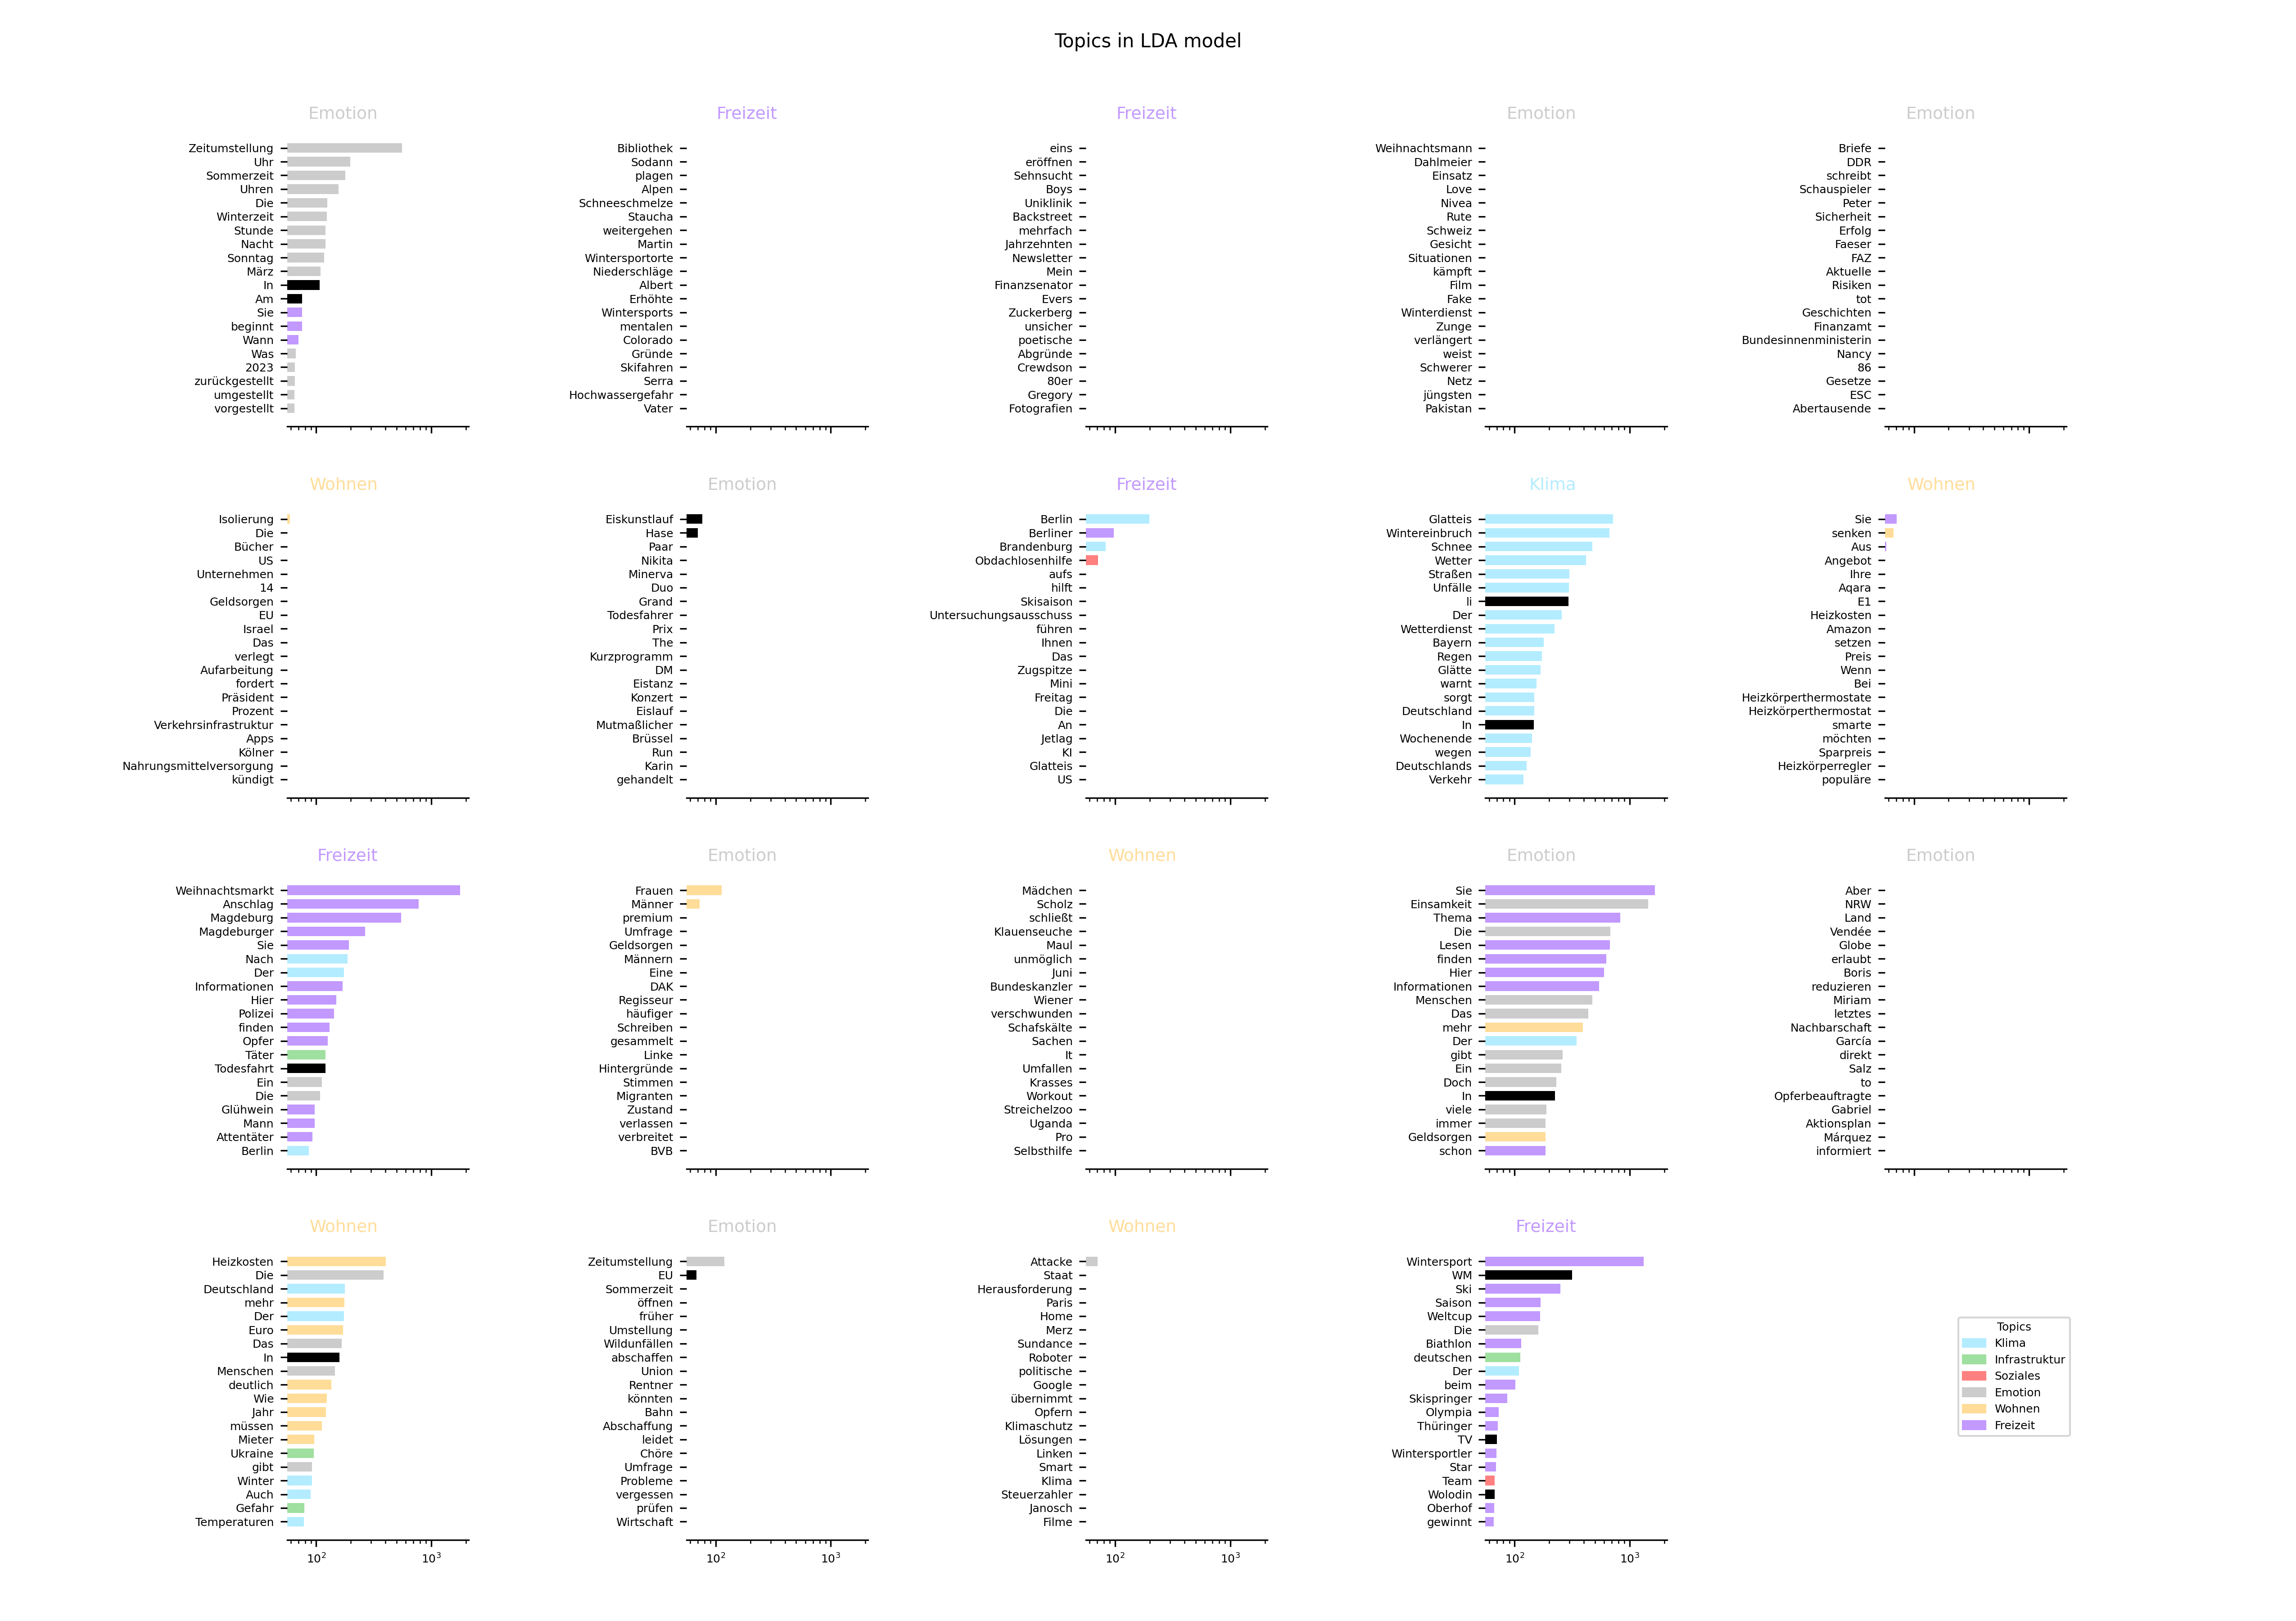 Topics in LDA model
Emotion
Zeitumstellung
Uhr
Sommerzeit
Uhren
Die
Winterzeit
Stunde
Nacht
Sonntag
März
In
Am
Sie
beginnt
Wann
Was
2023
zurückgestellt
umgestellt
vorgestellt
Freizeit
Bibliothek
Sodann
plagen
Alpen
Schneeschmelze
Staucha
weitergehen
Martin
Wintersportorte
Niederschläge
Albert
Erhöhte
Wintersports
mentalen
Colorado
Gründe
Skifahren
Serra
Hochwassergefahr
Vater
Freizeit
eins
eröffnen
Sehnsucht
Boys
Uniklinik
Backstreet
mehrfach
Jahrzehnten
Newsletter
Mein
Finanzsenator
Evers
Zuckerberg
unsicher
poetische
Abgründe
Crewdson
80er
Gregory
Fotografien
Emotion
Weihnachtsmann
Dahlmeier
Einsatz
Love
Nivea
Rute
Schweiz
Gesicht
Situationen
kämpft
Film
Fake
Winterdienst
Zunge
verlängert
weist
Schwerer
Netz
jüngsten
Pakistan
Emotion
Briefe
DDR
schreibt
Schauspieler
Peter
Sicherheit
Erfolg
Faeser
FAZ
Aktuelle
Risiken
tot
Geschichten
Finanzamt
Bundesinnenministerin
Nancy
86
Gesetze
ESC
Abertausende
Wohnen
Isolierung
Die
Bücher
US
Unternehmen
14
Geldsorgen
EU
Israel
Das
verlegt
Aufarbeitung
fordert
Präsident
Prozent
Verkehrsinfrastruktur
Apps
Kölner
Nahrungsmittelversorgung
kündigt
Emotion
Eiskunstlauf
Hase
Paar
Nikita
Minerva
Duo
Grand
Todesfahrer
Prix
The
Kurzprogramm
DM
Eistanz
Konzert
Eislauf
Mutmaßlicher
Brüssel
Run
Karin
gehandelt
Freizeit
Berlin
Berliner
Brandenburg
Obdachlosenhilfe
aufs
hilft
Skisaison
Untersuchungsausschuss
führen
Ihnen
Das
Zugspitze
Mini
Freitag
Die
An
Jetlag
KI
Glatteis
US
Klima
Glatteis
Wintereinbruch
Schnee
Wetter
Straßen
Unfälle
li
Der
Wetterdienst
Bayern
Regen
Glätte
warnt
sorgt
Deutschland
In
Wochenende
wegen
Deutschlands
Verkehr
Wohnen
Sie
senken
Aus
Angebot
Ihre
Aqara
E1
Heizkosten
Amazon
setzen
Preis
Wenn
Bei
Heizkörperthermostate
Heizkörperthermostat
smarte
möchten
Sparpreis
Heizkörperregler
populäre
Freizeit
Weihnachtsmarkt
Anschlag
Magdeburg
Magdeburger
Sie
Nach
Der
Informationen
Hier
Polizei
finden
Opfer
Täter
Todesfahrt
Ein
Die
Glühwein
Mann
Attentäter
Berlin
Emotion
Frauen
Männer
premium
Umfrage
Geldsorgen
Männern
Eine
DAK
Regisseur
häufiger
Schreiben
gesammelt
Linke
Hintergründe
Stimmen
Migranten
Zustand
verlassen
verbreitet
BVB
Wohnen
Mädchen
Scholz
schließt
Klauenseuche
Maul
unmöglich
Juni
Bundeskanzler
Wiener
verschwunden
Schafskälte
Sachen
It
Umfallen
Krasses
Workout
Streichelzoo
Uganda
Pro
Selbsthilfe
Emotion
Sie
Einsamkeit
Thema
Die
Lesen
finden
Hier
Informationen
Menschen
Das
mehr
Der
gibt
Ein
Doch
In
viele
immer
Geldsorgen
schon
Emotion
Aber
NRW
Land
Vendée
Globe
erlaubt
Boris
reduzieren
Miriam
letztes
Nachbarschaft
García
direkt
Salz
to
Opferbeauftragte
Gabriel
Aktionsplan
Márquez
informiert
Wohnen
Heizkosten
Die
Deutschland
mehr
Der
Euro
Das
In
Menschen
deutlich
Wie
Jahr
müssen
Mieter
Ukraine
gibt
Winter
Auch
Gefahr
Temperaturen
10² 10³
Emotion
Zeitumstellung
EU
Sommerzeit
öffnen
früher
Umstellung
Wildunfällen
abschaffen
Union
Rentner
könnten
Bahn
Abschaffung
leidet
Chöre
Umfrage
Probleme
vergessen
prüfen
Wirtschaft
10² 10³
Wohnen
Attacke
Staat
Herausforderung
Paris
Home
Merz
Sundance
Roboter
politische
Google
übernimmt
Opfern
Klimaschutz
Lösungen
Linken
Smart
Klima
Steuerzahler
Janosch
Filme
10² 10³
Freizeit
Wintersport
WM
Ski
Saison
Weltcup
Die
Biathlon
deutschen
Der
beim
Skispringer
Olympia
Thüringer
TV
Wintersportler
Star
Team
Wolodin
Oberhof
gewinnt
10² 10³
Topics
Klima
Infrastruktur
Soziales
Emotion
Wohnen
Freizeit